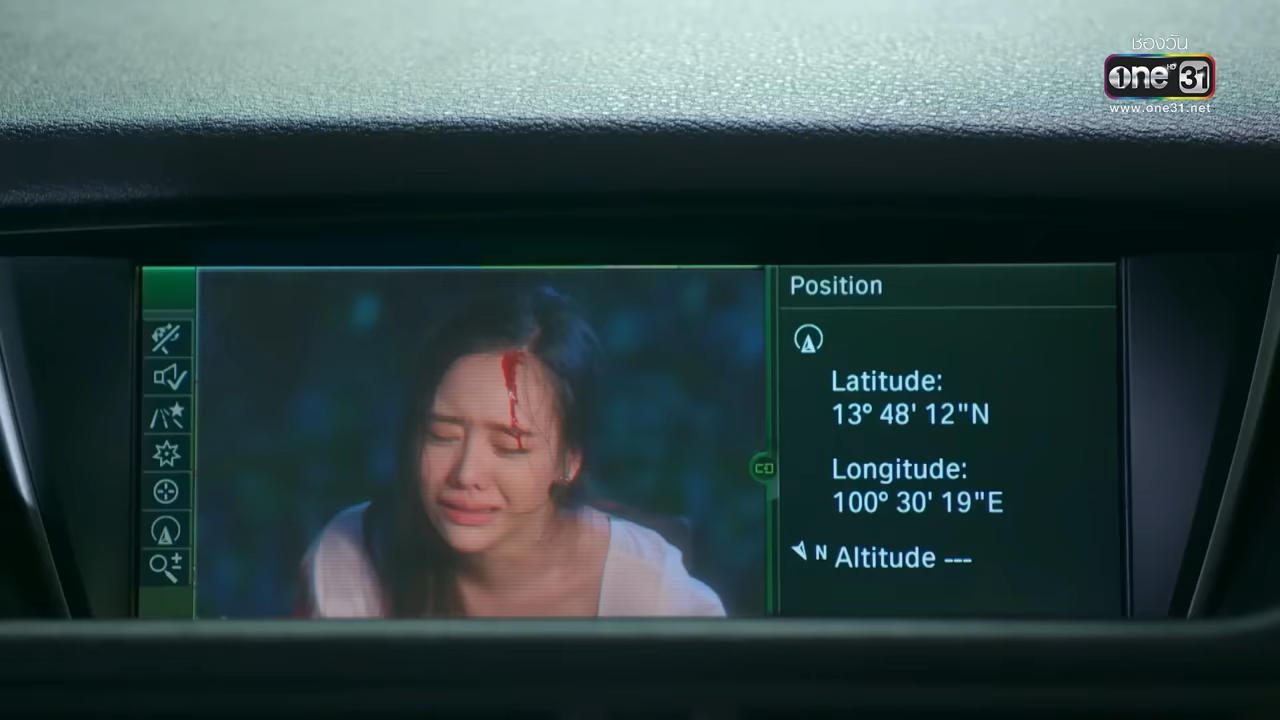 ช่องวัน
one HD 31
www.one31.net
Position
Latitude:
13° 48' 12"N
Longitude:
100° 30' 19"E
N Altitude ---